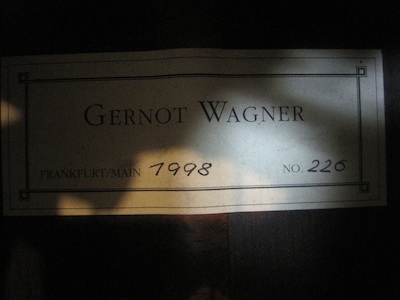 GERNOT WAGNER
FRANKFURT/MAIN 1998 NO. 226